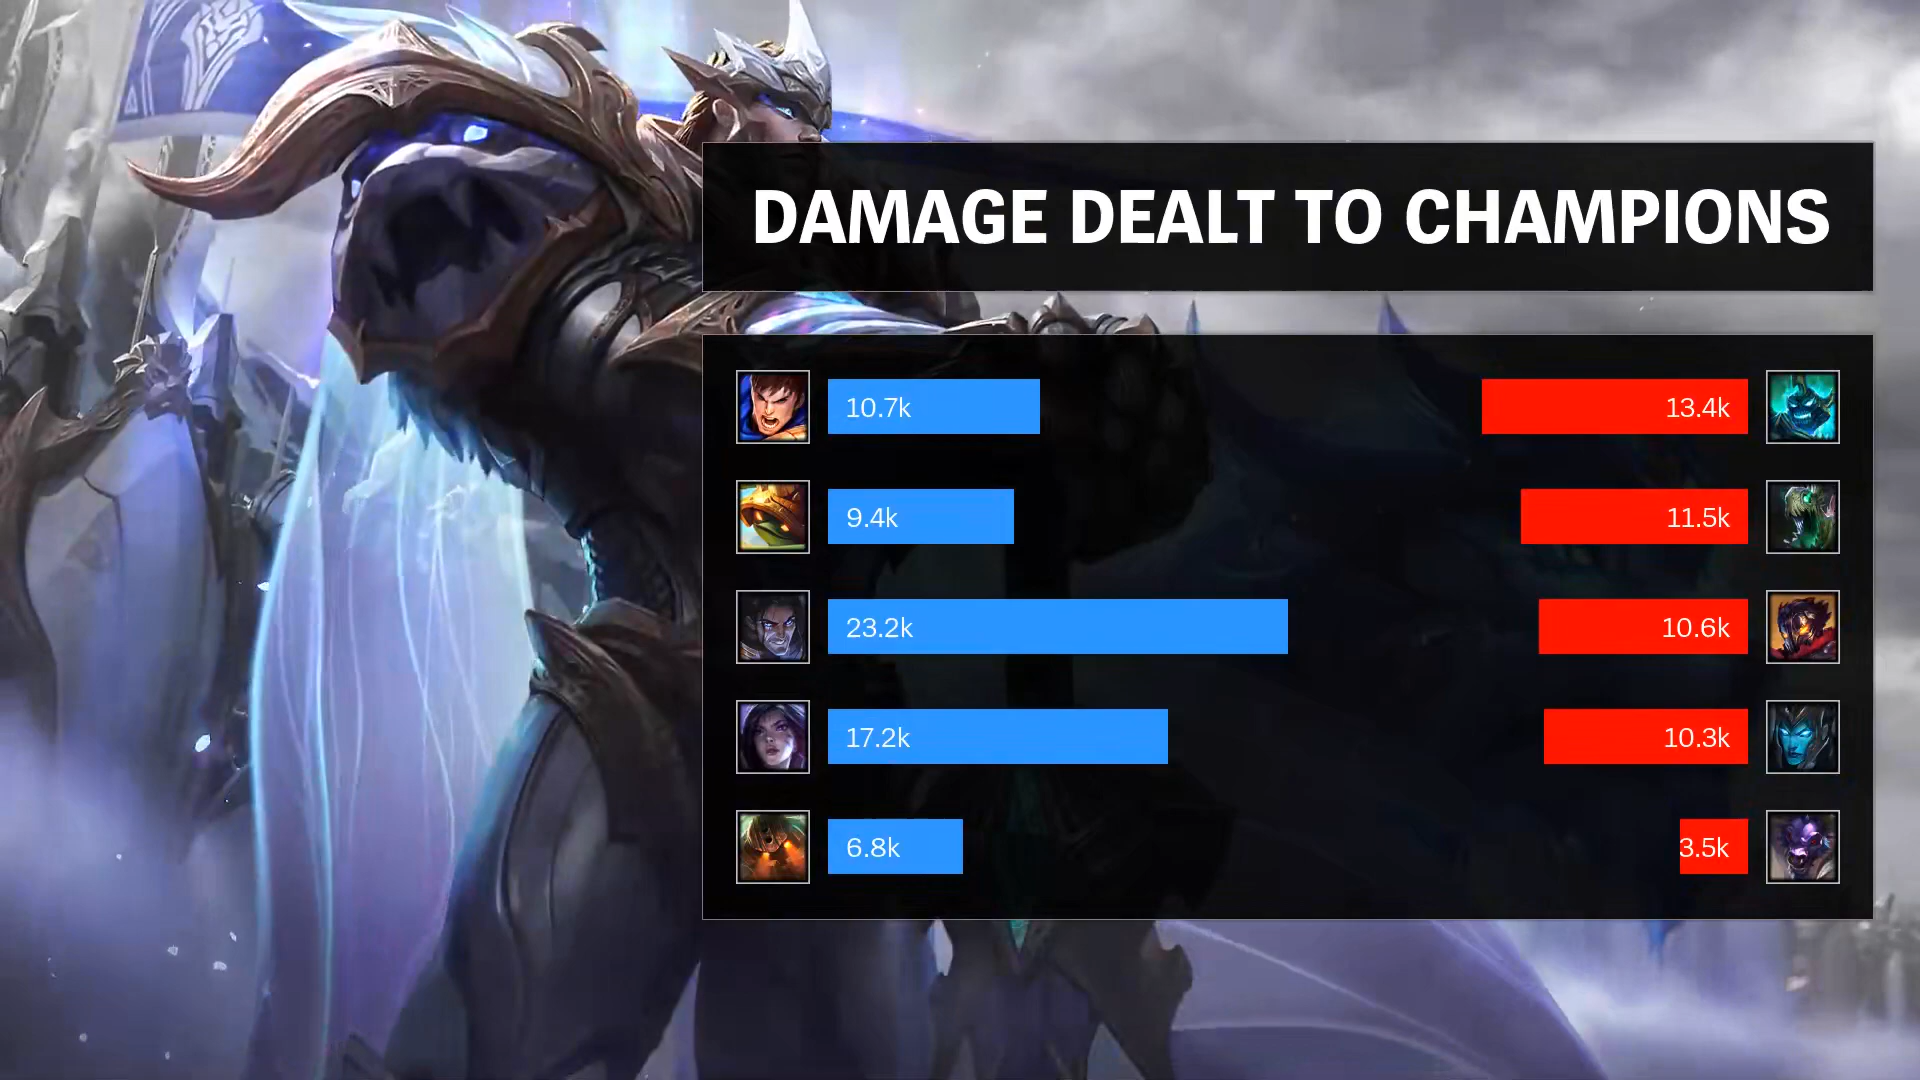 DAMAGE DEALT TO CHAMPIONS
10.7k 13.4k
9.4k 11.5k
23.2k 10.6k
17.2k 10.3k
6.8k 3.5k